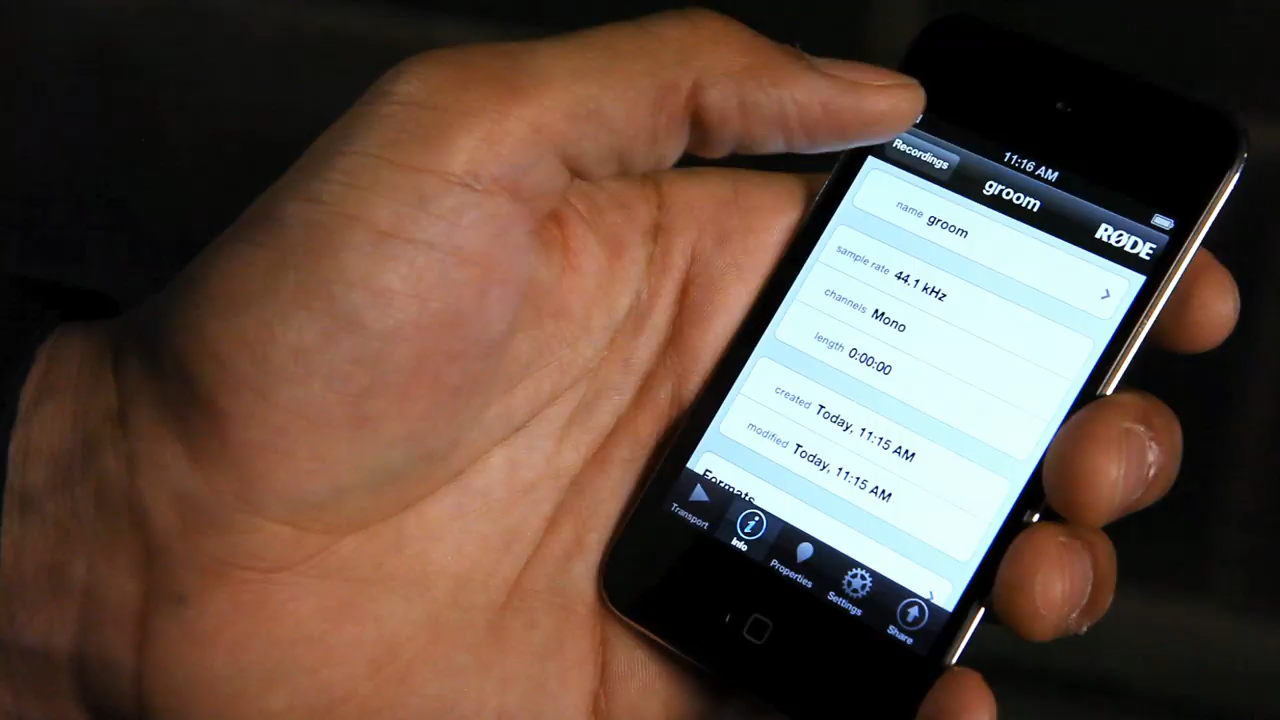 11:16 AM
Recordings
groom
RØDE
name groom
sample rate 44.1 kHz
channels Mono
length 0:00:00
created Today, 11:15 AM
modified Today, 11:15 AM
Formats
Transport
Info
Properties
Settings
Share